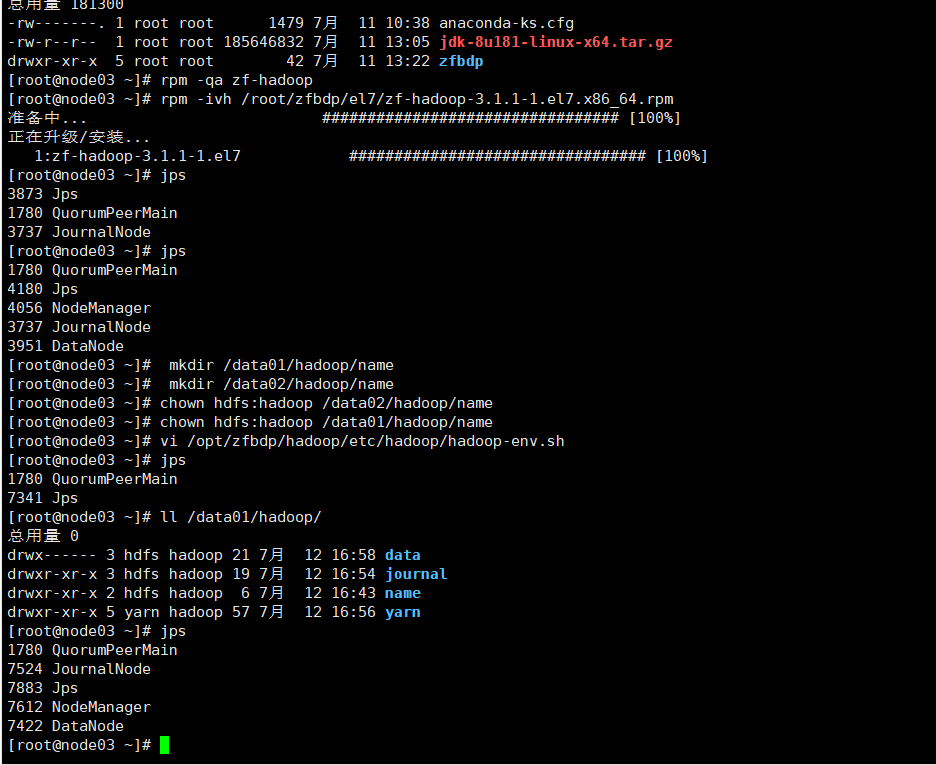 总用量 181300
-rw-------. 1 root root      1479 7月  11 10:38 anaconda-ks.cfg
-rw-r--r--  1 root root 185646832 7月  11 13:05 jdk-8u181-linux-x64.tar.gz
drwxr-xr-x  5 root root        42 7月  11 13:22 zfbdp
[root@node03 ~]# rpm -qa zf-hadoop
[root@node03 ~]# rpm -ivh /root/zfbdp/el7/zf-hadoop-3.1.1-1.el7.x86_64.rpm
准备中...                          ################################# [100%]
正在升级/安装...
   1:zf-hadoop-3.1.1-1.el7            ################################# [100%]
[root@node03 ~]# jps
3873 Jps
1780 QuorumPeerMain
3737 JournalNode
[root@node03 ~]# jps
1780 QuorumPeerMain
4180 Jps
4056 NodeManager
3737 JournalNode
3951 DataNode
[root@node03 ~]#  mkdir /data01/hadoop/name
[root@node03 ~]#  mkdir /data02/hadoop/name
[root@node03 ~]# chown hdfs:hadoop /data02/hadoop/name
[root@node03 ~]# chown hdfs:hadoop /data01/hadoop/name
[root@node03 ~]# vi /opt/zfbdp/hadoop/etc/hadoop/hadoop-env.sh
[root@node03 ~]# jps
1780 QuorumPeerMain
7341 Jps
[root@node03 ~]# ll /data01/hadoop/
总用量 0
drwx------ 3 hdfs hadoop 21 7月  12 16:58 data
drwxr-xr-x 3 hdfs hadoop 19 7月  12 16:54 journal
drwxr-xr-x 2 hdfs hadoop  6 7月  12 16:43 name
drwxr-xr-x 5 yarn hadoop 57 7月  12 16:56 yarn
[root@node03 ~]# jps
1780 QuorumPeerMain
7524 JournalNode
7883 Jps
7612 NodeManager
7422 DataNode
[root@node03 ~]#